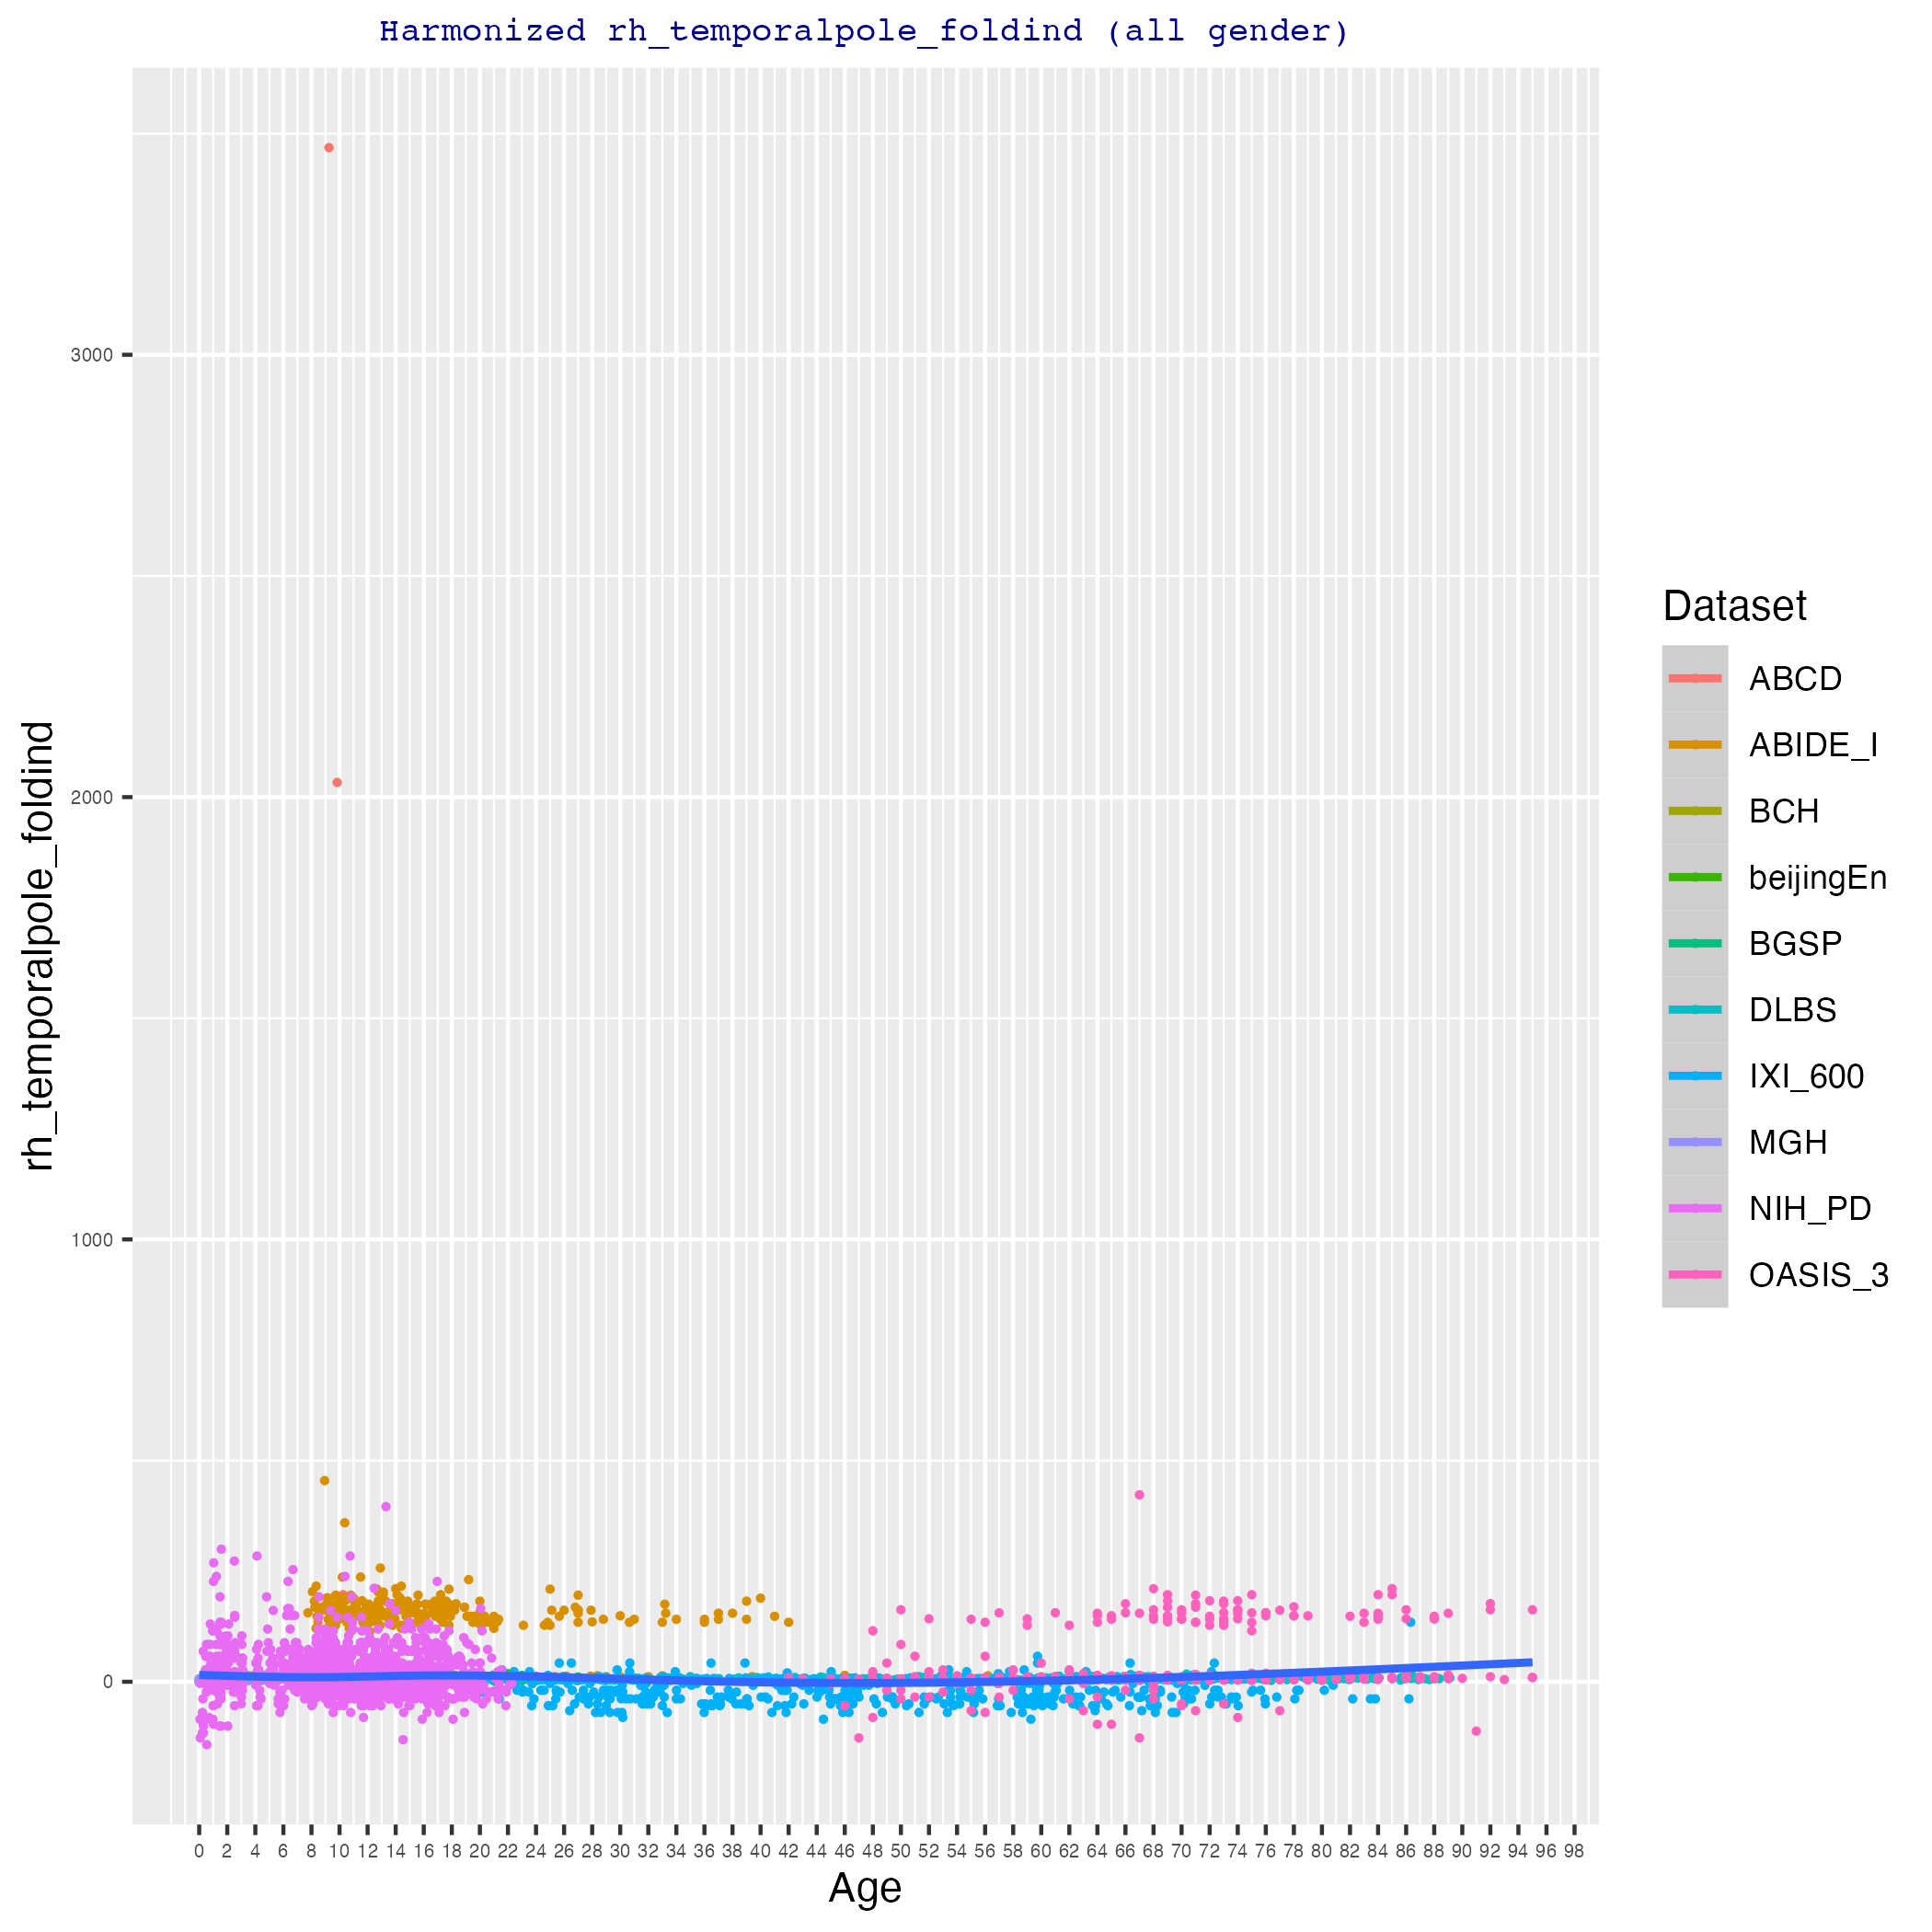 Harmonized rh_temporalpole_foldind (all gender)
rh_temporalpole_foldind
3000
2000
1000
0
0 2 4 6 8 10 12 14 16 18 20 22 24 26 28 30 32 34 36 38 40 42 44 46 48 50 52 54 56 58 60 62 64 66 68 70 72 74 76 78 80 82 84 86 88 90 92 94 96 98
Age
Dataset
ABCD
ABIDE_I
BCH
beijingEn
BGSP
DLBS
IXI_600
MGH
NIH_PD
OASIS_3